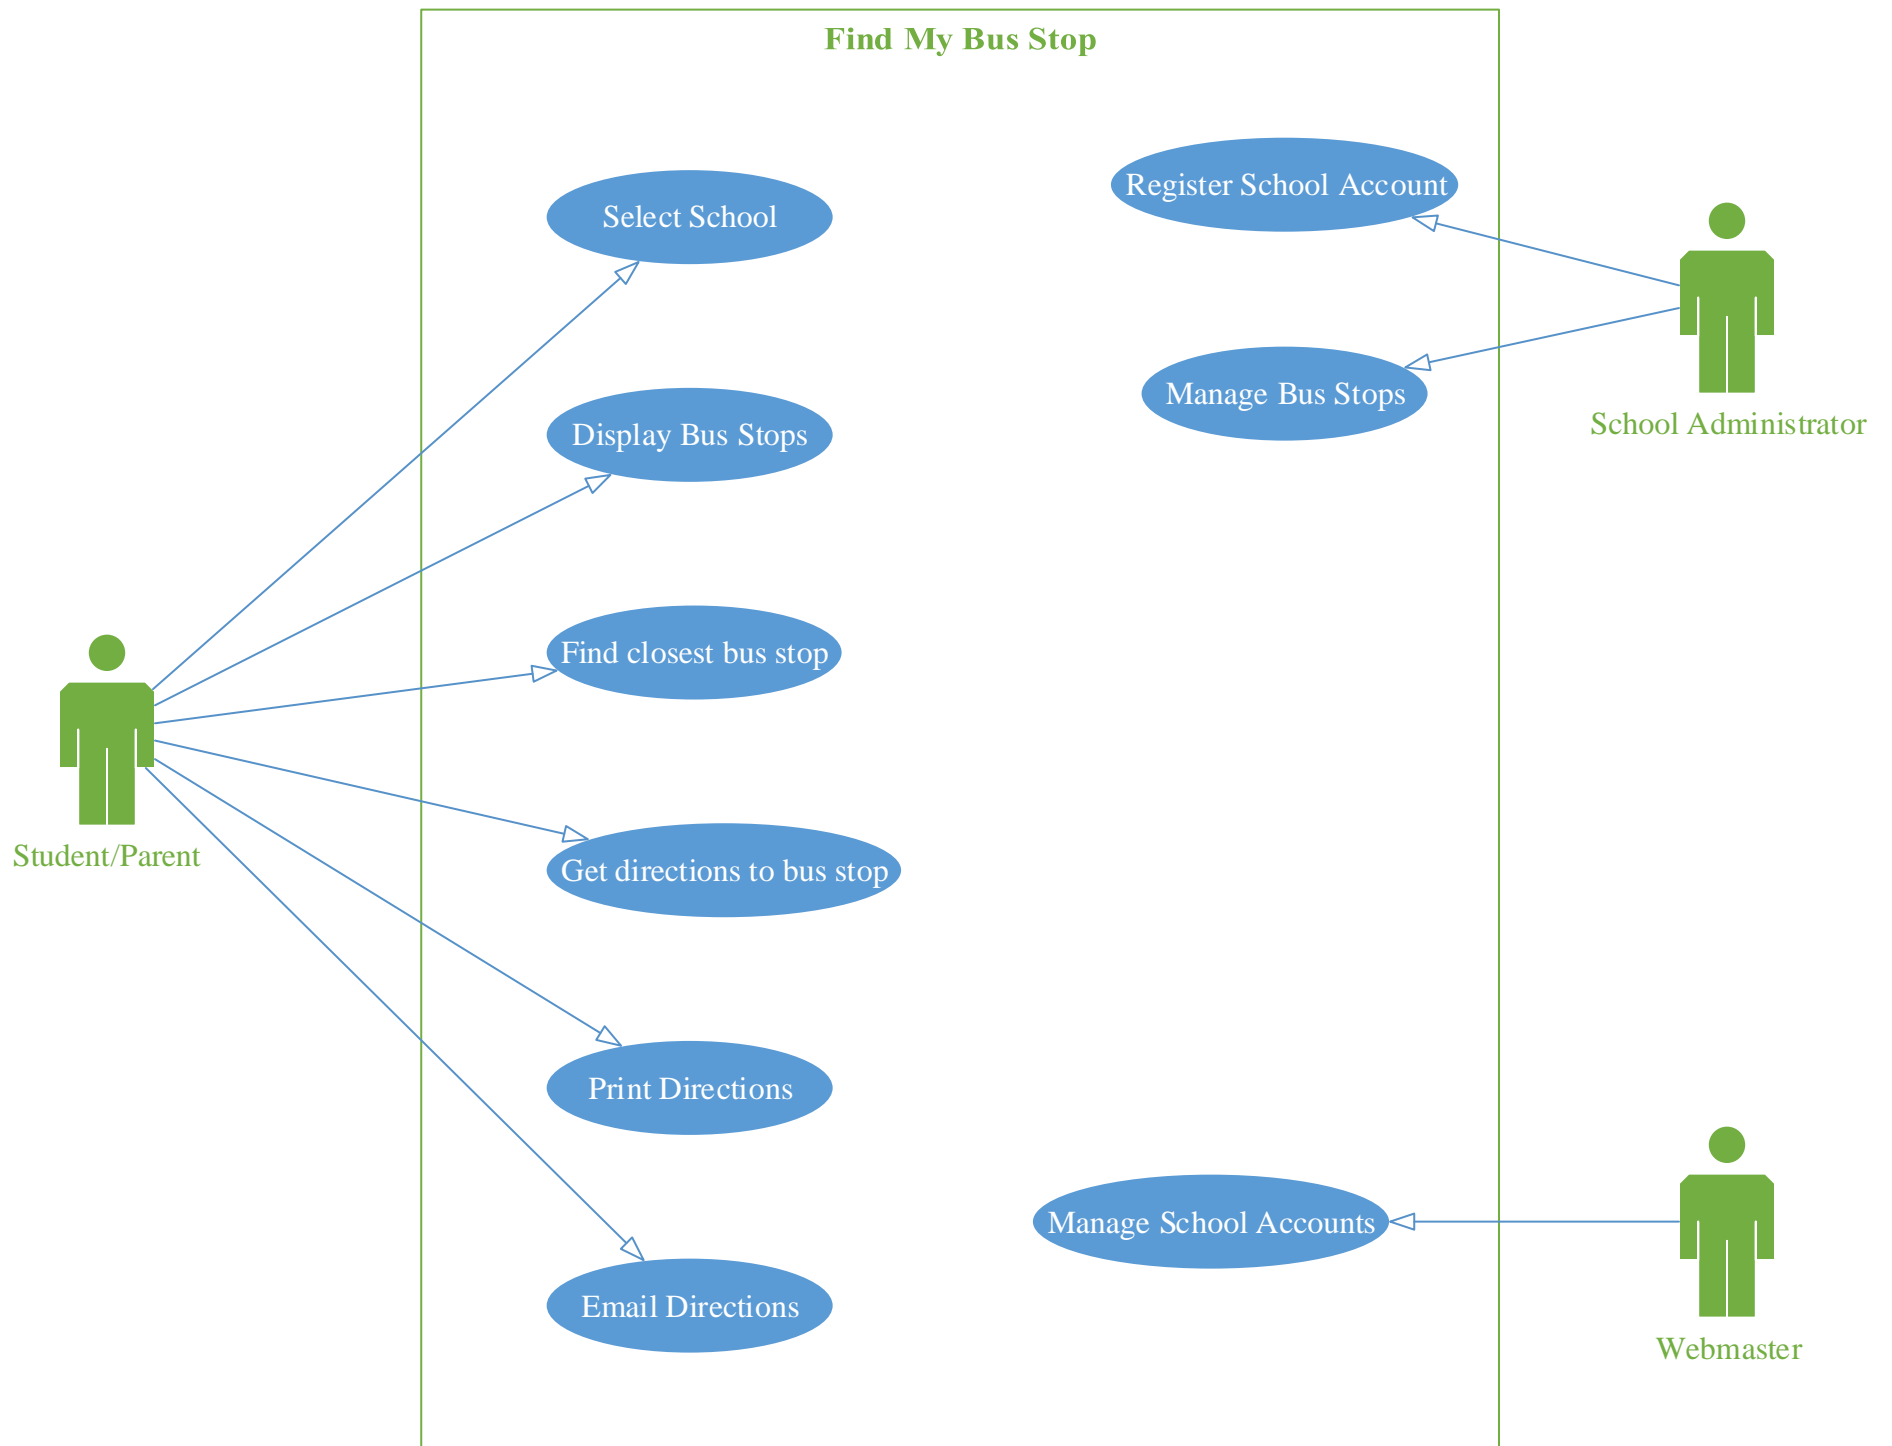 Find My Bus Stop
Select School
Register School Account
Display Bus Stops
Manage Bus Stops
School Administrator
Find closest bus stop
Student/Parent
Get directions to bus stop
Print Directions
Manage School Accounts
Email Directions
Webmaster